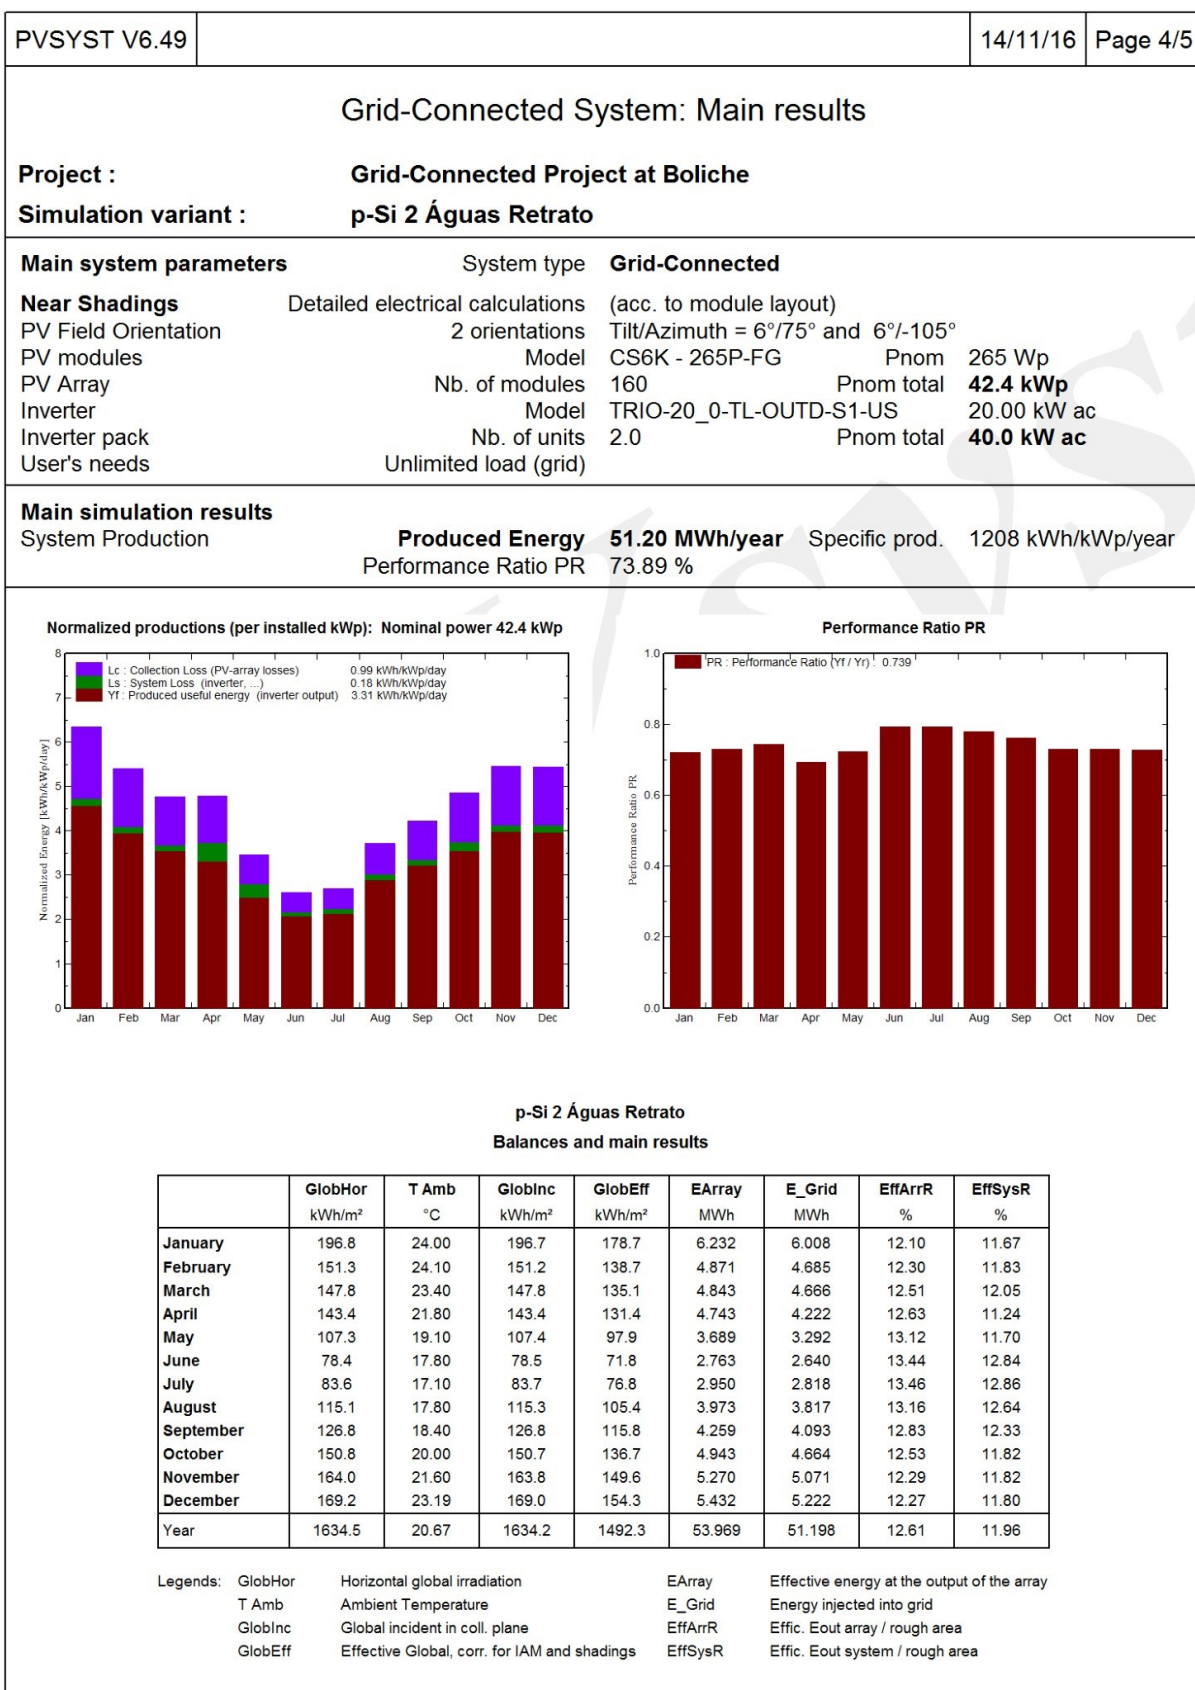 PVSYST V6.49 14/11/16 Page 4/5
Grid-Connected System: Main results
Project : Grid-Connected Project at Boliche
Simulation variant : p-Si 2 Águas Retrato
Main system parameters System type Grid-Connected
Near Shadings Detailed electrical calculations (acc. to module layout)
PV Field Orientation 2 orientations Tilt/Azimuth = 6°/75° and 6°/-105°
PV modules Model CS6K - 265P-FG Pnom 265 Wp
PV Array Nb. of modules 160 Pnom total 42.4 kWp
Inverter Model TRIO-20_0-TL-OUTD-S1-US 20.00 kW ac
Inverter pack Nb. of units 2.0 Pnom total 40.0 kW ac
User's needs Unlimited load (grid)
Main simulation results
System Production Produced Energy 51.20 MWh/year Specific prod. 1208 kWh/kWp/year
Performance Ratio PR 73.89 %
Normalized productions (per installed kWp): Nominal power 42.4 kWp
Lc : Collection Loss (PV-array losses) 0.99 kWh/kWp/day
Ls : System Loss (inverter, ...) 0.18 kWh/kWp/day
Yf : Produced useful energy (inverter output) 3.31 kWh/kWp/day
Normalized Energy [kWh/kWp/day]
8
7
6
5
4
3
2
1
0
Jan Feb Mar Apr May Jun Jul Aug Sep Oct Nov Dec
Performance Ratio PR
PR : Performance Ratio (Yf / Yr) : 0.739
Performance Ratio PR
1.0
0.8
0.6
0.4
0.2
0.0
Jan Feb Mar Apr May Jun Jul Aug Sep Oct Nov Dec
p-Si 2 Águas Retrato
Balances and main results
GlobHor T Amb GlobInc GlobEff EArray E_Grid EffArrR EffSysR
kWh/m² °C kWh/m² kWh/m² MWh MWh % %
January 196.8 24.00 196.7 178.7 6.232 6.008 12.10 11.67
February 151.3 24.10 151.2 138.7 4.871 4.685 12.30 11.83
March 147.8 23.40 147.8 135.1 4.843 4.666 12.51 12.05
April 143.4 21.80 143.4 131.4 4.743 4.222 12.63 11.24
May 107.3 19.10 107.4 97.9 3.689 3.292 13.12 11.70
June 78.4 17.80 78.5 71.8 2.763 2.640 13.44 12.84
July 83.6 17.10 83.7 76.8 2.950 2.818 13.46 12.86
August 115.1 17.80 115.3 105.4 3.973 3.817 13.16 12.64
September 126.8 18.40 126.8 115.8 4.259 4.093 12.83 12.33
October 150.8 20.00 150.7 136.7 4.943 4.664 12.53 11.82
November 164.0 21.60 163.8 149.6 5.270 5.071 12.29 11.82
December 169.2 23.19 169.0 154.3 5.432 5.222 12.27 11.80
Year 1634.5 20.67 1634.2 1492.3 53.969 51.198 12.61 11.96
Legends: GlobHor Horizontal global irradiation EArray Effective energy at the output of the array
T Amb Ambient Temperature E_Grid Energy injected into grid
GlobInc Global incident in coll. plane EffArrR Effic. Eout array / rough area
GlobEff Effective Global, corr. for IAM and shadings EffSysR Effic. Eout system / rough area